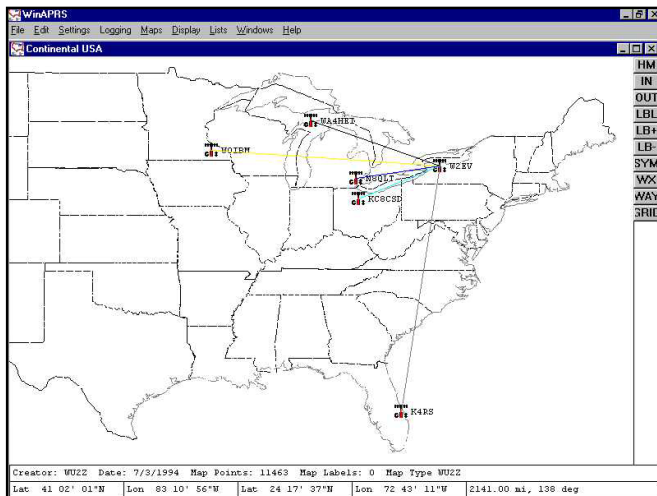 WinAPRS
File Edit Settings Logging Maps Display Lists Windows Help
Continental USA
HM
IN
OUT
LBL
LB+
LB-
SYM
WX
WAY
GRID
WA4HEI
W2EV
N8QLT
KC8CSD
K4RS
Creator: WU2Z Date: 7/3/1994 Map Points: 11463 Map Labels: 0 Map Type WU2Z
Lat 41 02' 01"N Lon 83 10' 56"W Lat 24 17' 37"N Lon 72 43' 11"W 2141.00 mi, 138 deg